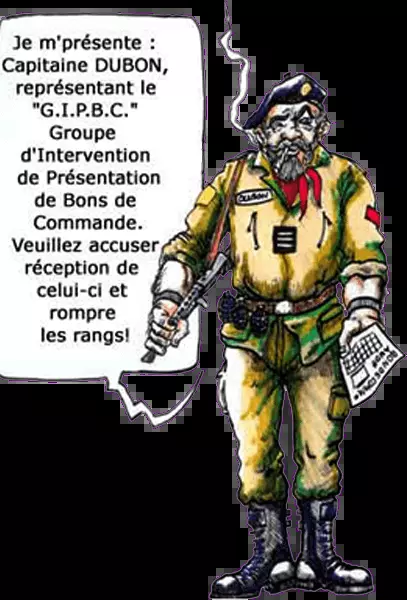 Je m'présente :
Capitaine DUBON,
représentant le
"G.I.P.B.C."
Groupe
d'Intervention
de Présentation
de Bons de
Commande.
Veuillez accuser
réception de
celui-ci et
rompre
les rangs!
DUBON
BON